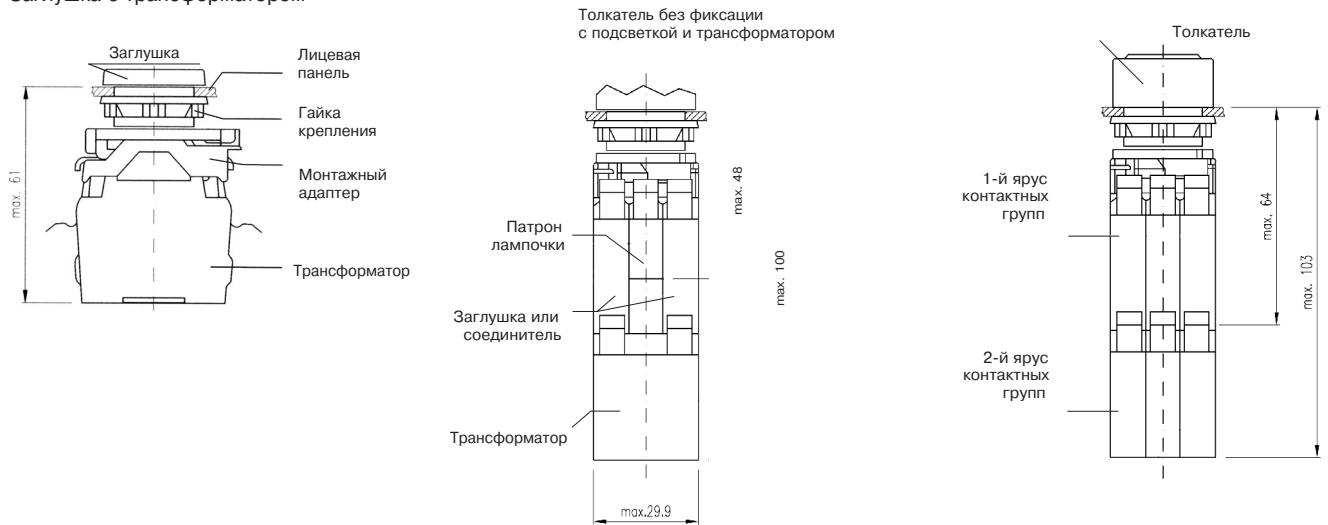 Заглушка с трансформатором
Заглушка
Лицевая
панель
Гайка
крепления
Монтажный
адаптер
Трансформатор
max. 61
Толкатель без фиксации
с подсветкой и трансформатором
Патрон
лампочки
Заглушка или
соединитель
Трансформатор
max. 48
max. 100
max.29.9
Толкатель
1-й ярус
контактных
групп
2-й ярус
контактных
групп
max. 64
max. 103